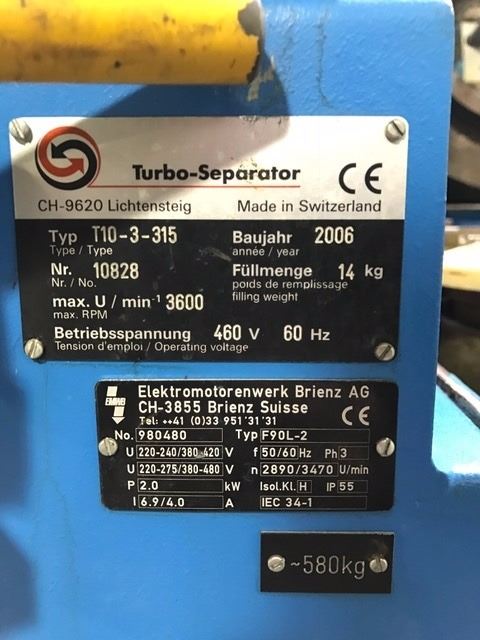 Turbo-Separator CE
CH-9620 Lichtensteig Made in Switzerland
Typ T10-3-315 Baujahr 2006
Type / Type année / year
Nr. 10828 Füllmenge 14 kg
Nr. / No. poids de remplissage
max. U / min-1 3600 filling weight
max. RPM
Betriebsspannung 460 V 60 Hz
Tension d'emploi / Operating voltage
Elektromotorenwerk Brienz AG
EMWB CH-3855 Brienz Suisse
Tel: ++41 (0)33 951 31 31 CE
No. 980480 Typ F90L-2
U 220-240/380-420 V f 50/60 Hz Ph 3
U 220-275/380-480 V n 2890/3470 U/min
P 2.0 kW Isol.Kl. H IP 55
I 6.9/4.0 A IEC 34-1
~580kg